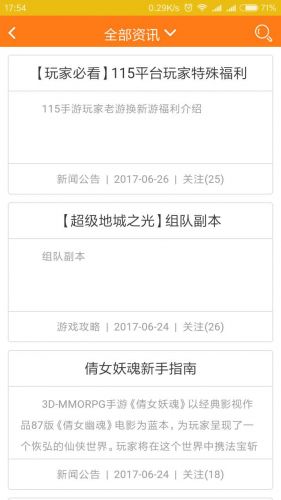 17:54
0.29K/s
71%
全部资讯
【玩家必看】115平台玩家特殊福利
115手游玩家老游换新游福利介绍
新闻公告 | 2017-06-26 | 关注(25)
【超级地城之光】组队副本
组队副本
游戏攻略 | 2017-06-24 | 关注(26)
倩女妖魂新手指南
3D-MMORPG手游《倩女妖魂》以经典影视作
品87版《倩女幽魂》电影为蓝本，为玩家呈现了一
个恢弘的仙侠世界。玩家将在这个世界中携法宝斩
新闻公告 | 2017-06-24 | 关注(18)